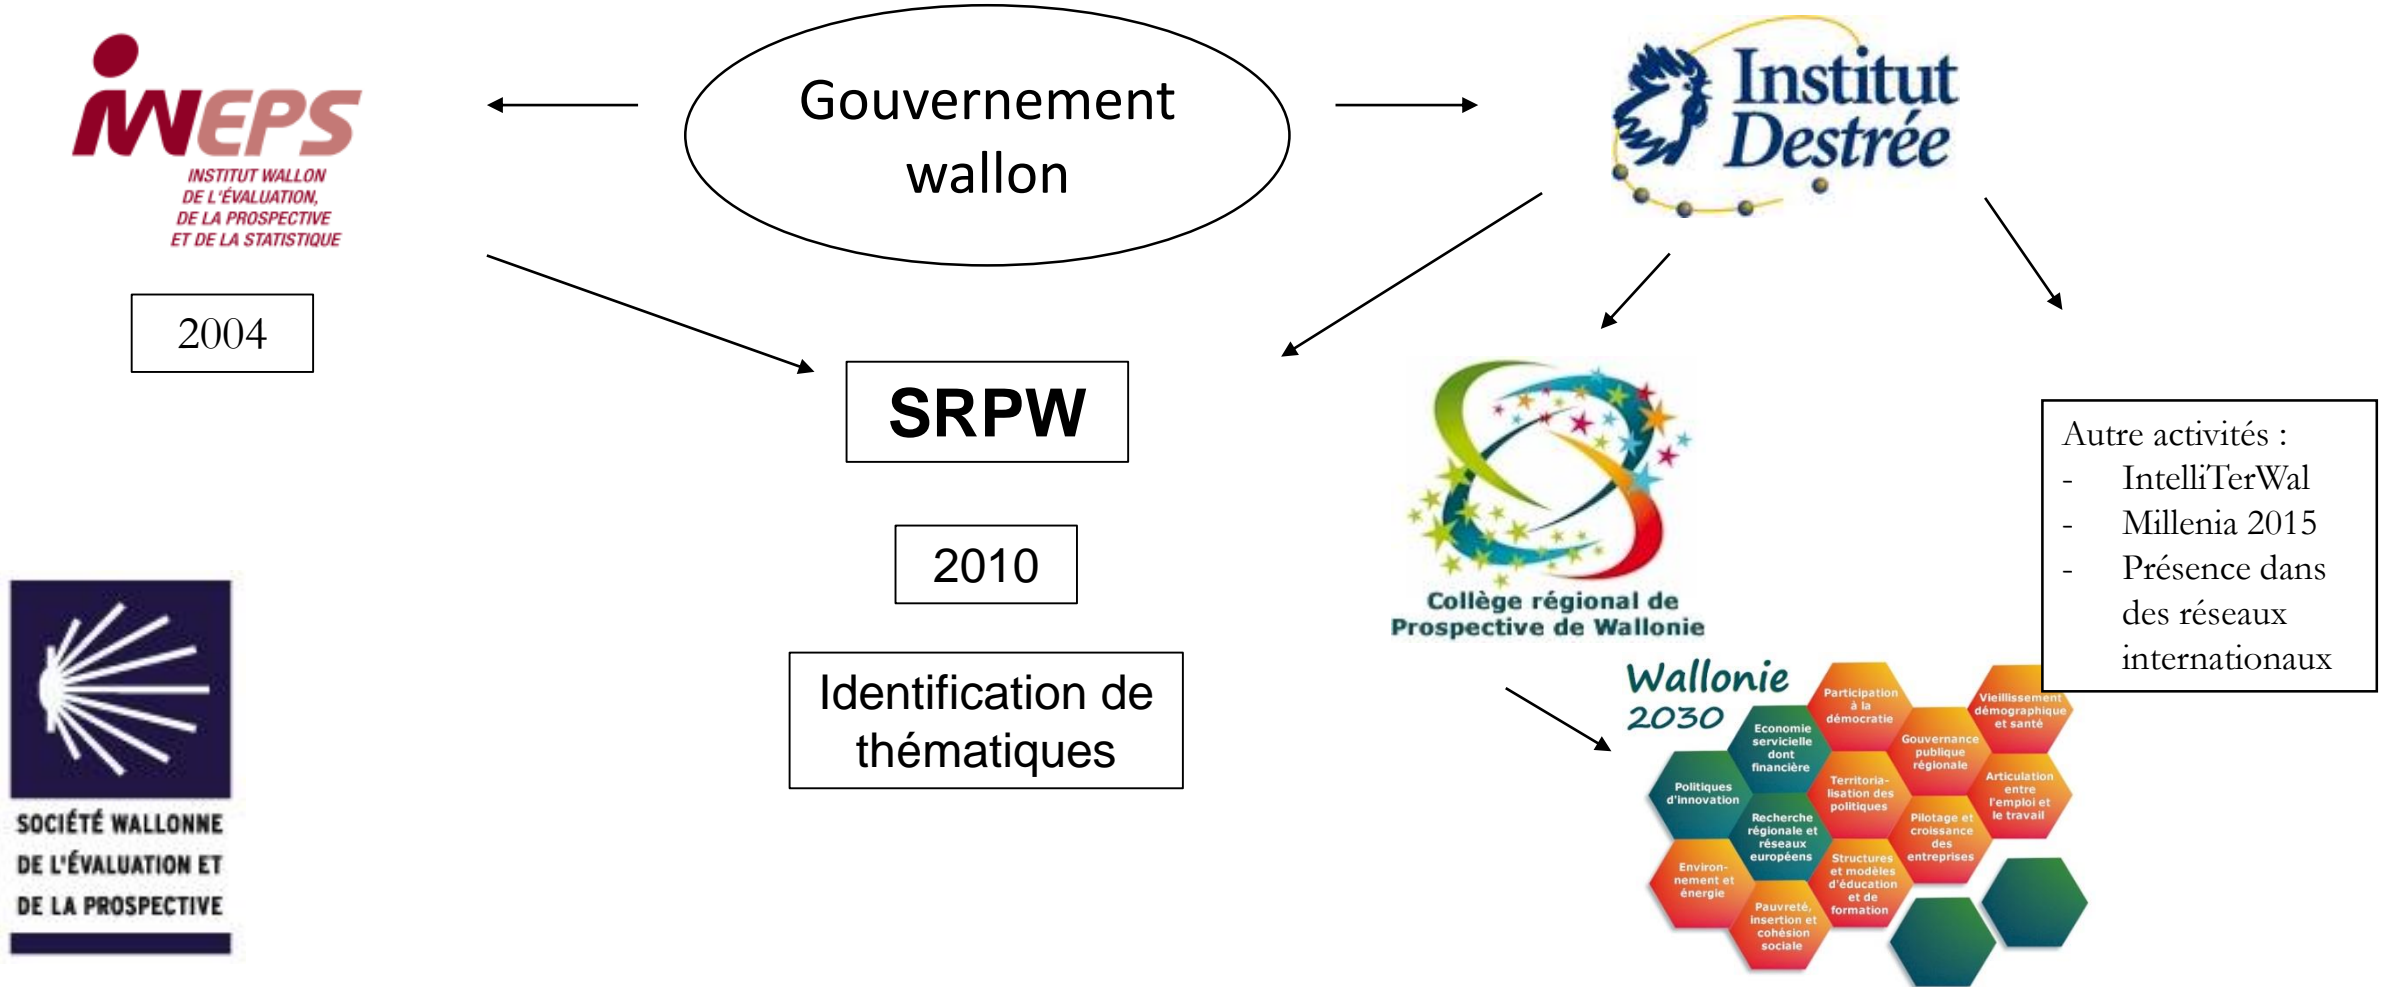 iWEPS
INSTITUT WALLON
DE L'ÉVALUATION,
DE LA PROSPECTIVE
ET DE LA STATISTIQUE
2004
Gouvernement
wallon
Institut
Destrée
SRPW
2010
Identification de
thématiques
SOCIÉTÉ WALLONNE
DE L'ÉVALUATION ET
DE LA PROSPECTIVE
Collège régional de
Prospective de Wallonie
Autre activités :
- IntelliTerWal
- Millenia 2015
- Présence dans
des réseaux
internationaux
Wallonie
2030
Participation
à la
démocratie
Vieillissement
démographique
et santé
Economie
servicielle
dont
financière
Gouvernance
publique
régionale
Politiques
d'innovation
Territoria-
lisation des
politiques
Articulation
entre
l'emploi et
le travail
Recherche
régionale et
réseaux
européens
Pilotage et
croissance
des
entreprises
Environ-
nement et
énergie
Structures
et modèles
d'éducation
et de
formation
Pauvreté,
insertion et
cohésion
sociale